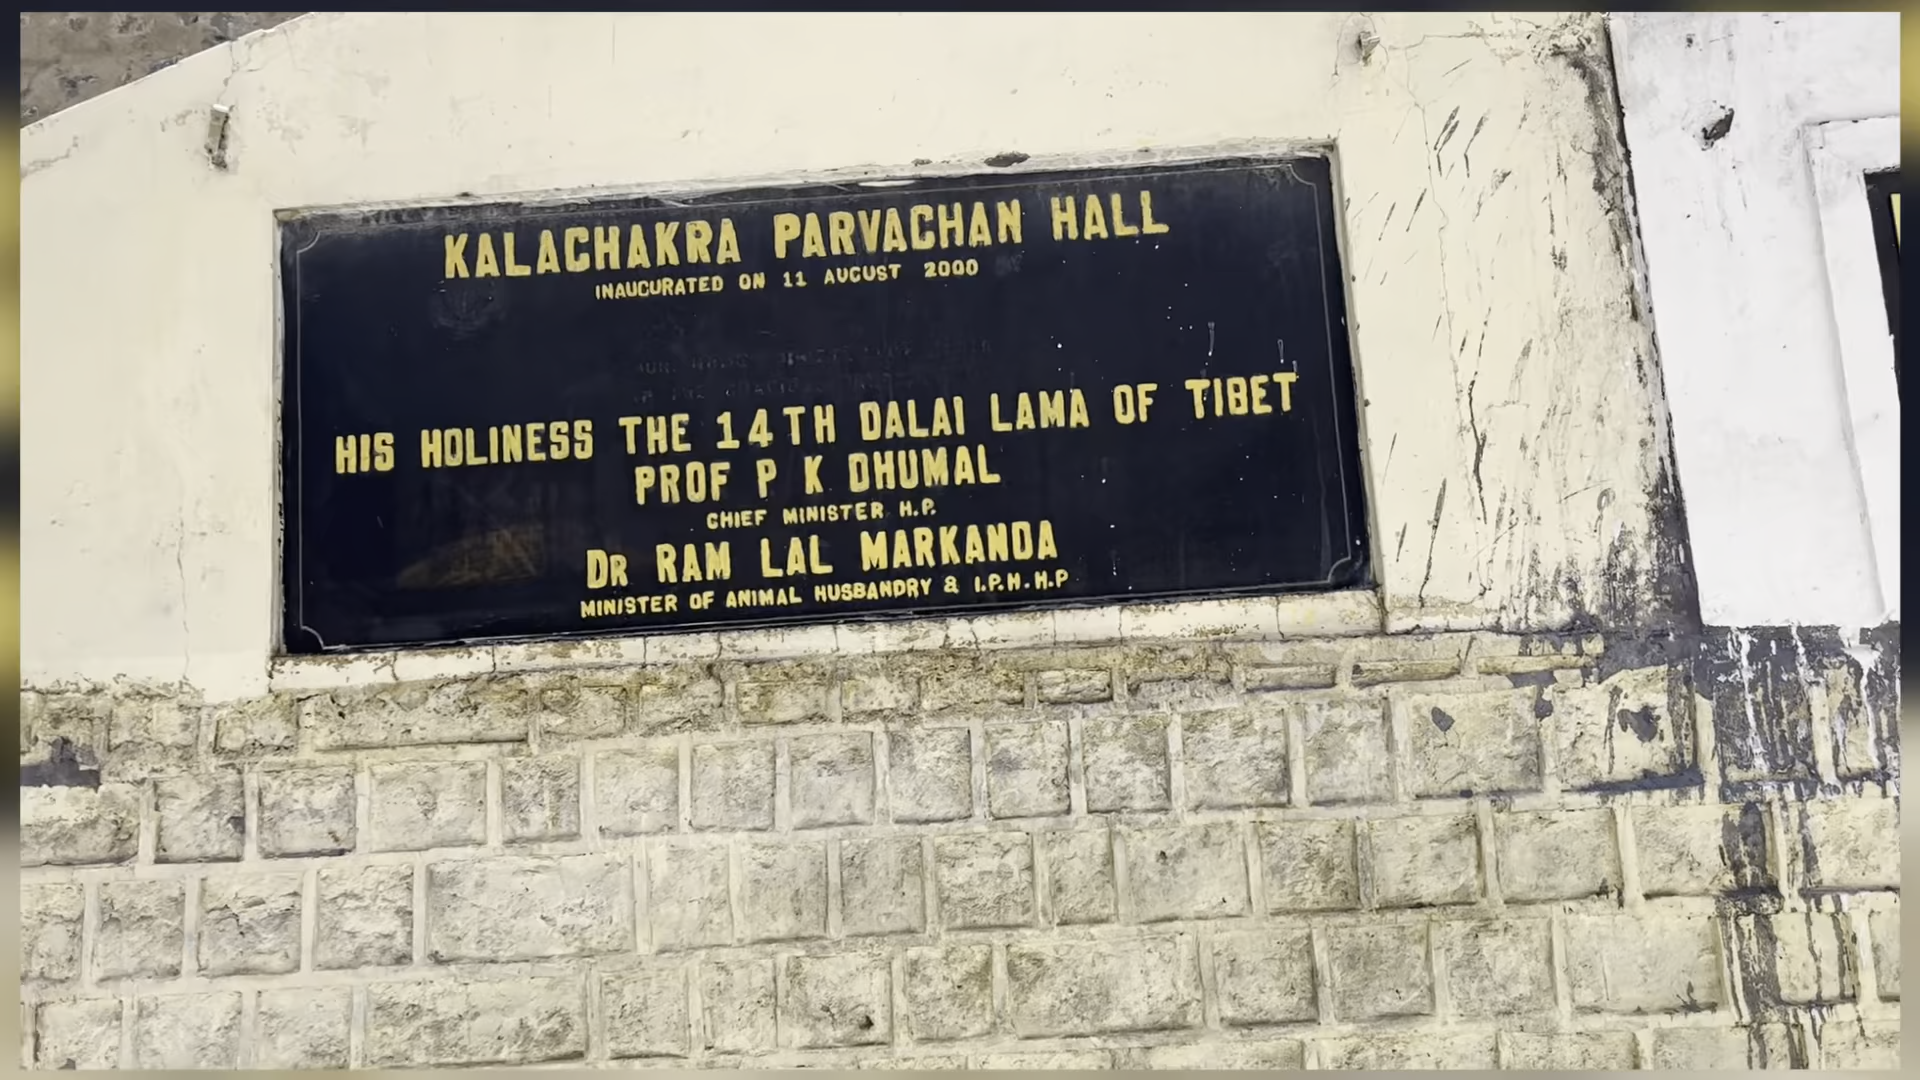 KALACHAKRA PARVACHAN HALL
INAUCURATED ON 11 AUGUST 2000
HIS HOLINESS THE 14TH DALAI LAMA OF TIBET
PROF P K DHUMAL
CHIEF MINISTER H.P.
DR RAM LAL MARKANDA
MINISTER OF ANIMAL HUSBANDRY & I.P.H.H.P